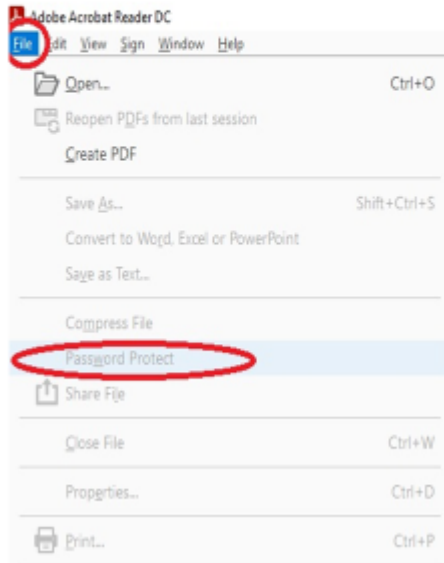 Adobe Acrobat Reader DC
File Edit View Sign Window Help
Open... Ctrl+O
Reopen PDFs from last session
Create PDF
Save As... Shift+Ctrl+S
Convert to Word, Excel or PowerPoint
Save as Text...
Compress File
Password Protect
Share File
Close File Ctrl+W
Properties... Ctrl+D
Print... Ctrl+P